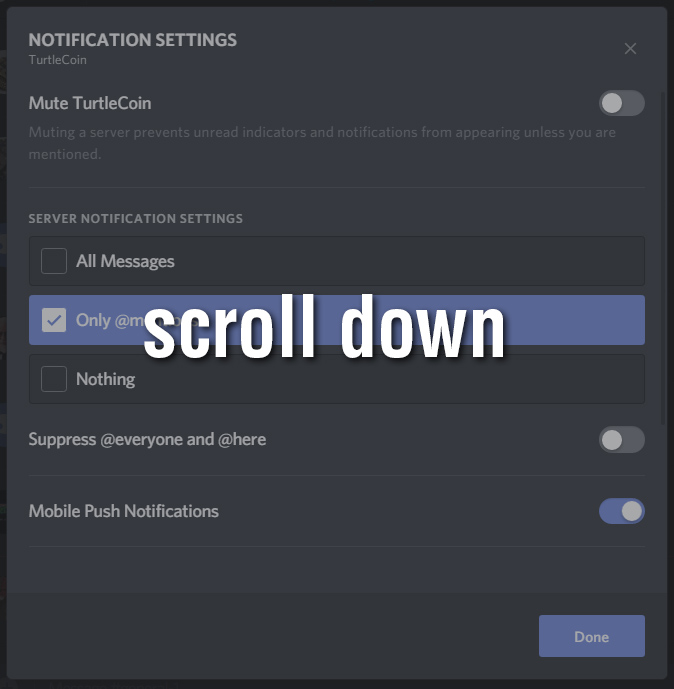 NOTIFICATION SETTINGS
TurtleCoin
Mute TurtleCoin
Muting a server prevents unread indicators and notifications from appearing unless you are
mentioned.
SERVER NOTIFICATION SETTINGS
All Messages
Only
scroll down
Nothing
Suppress @everyone and @here
Mobile Push Notifications
Done